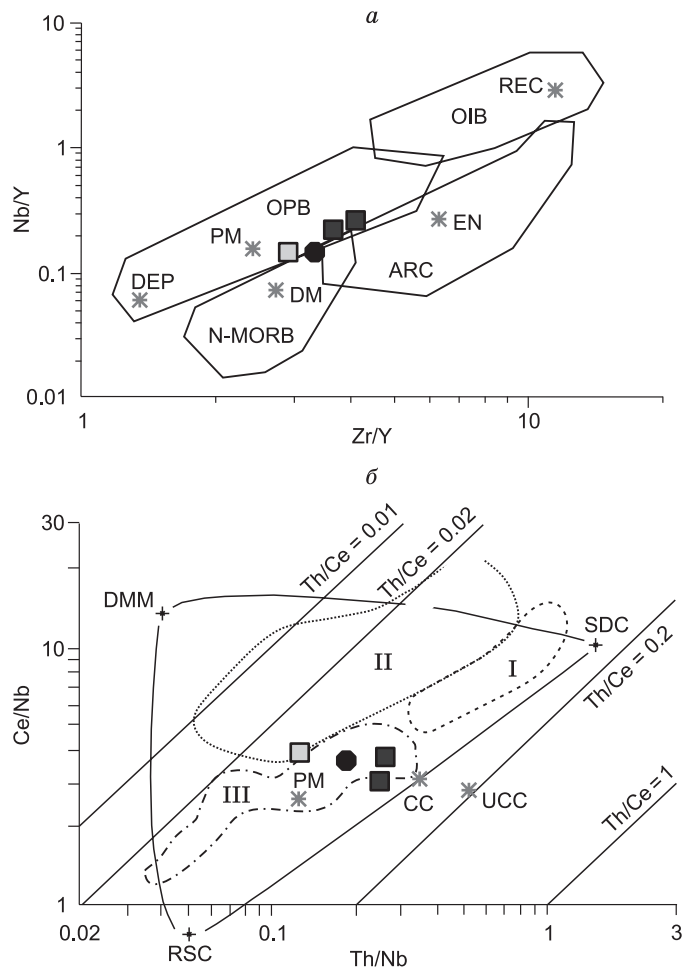 а
10
1
0.1
0.01
Nb/Y
REC
OIB
OPB
PM
EN
DEP
DM
ARC
N-MORB
1
10
Zr/Y
б
30
10
1
Ce/Nb
Th/Ce = 0.01
Th/Ce = 0.02
DMM
SDC
II
I
Th/Ce = 0.2
PM
III
CC
UCC
Th/Ce = 1
RSC
0.02
0.1
1
3
Th/Nb